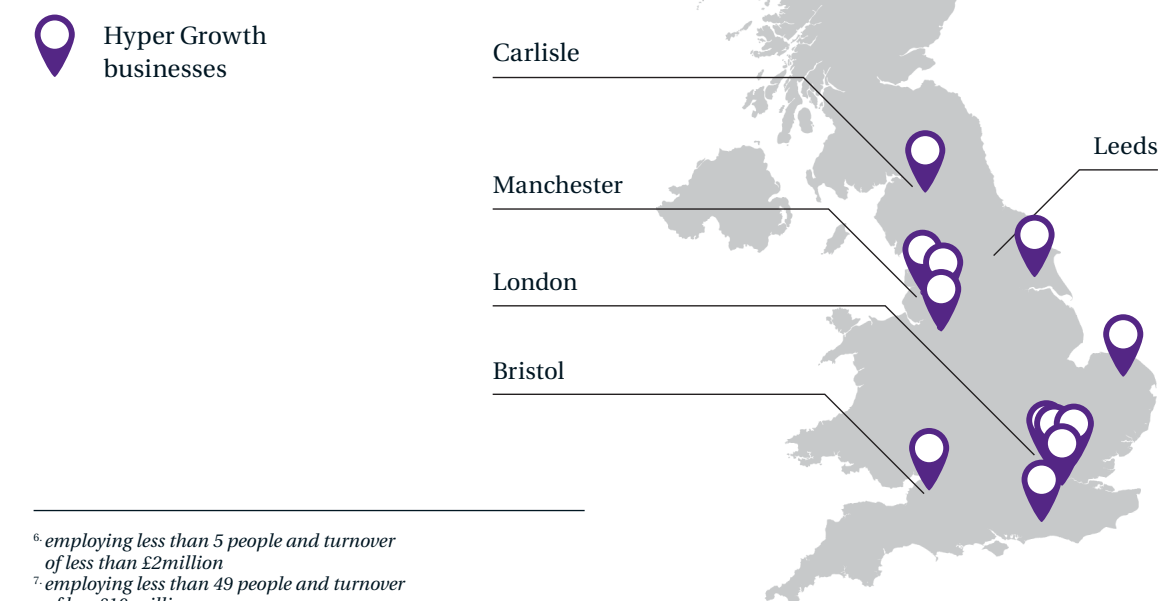 Hyper Growth
businesses
Carlisle
Leeds
Manchester
London
Bristol
6. employing less than 5 people and turnover
of less than £2million
7. employing less than 49 people and turnover